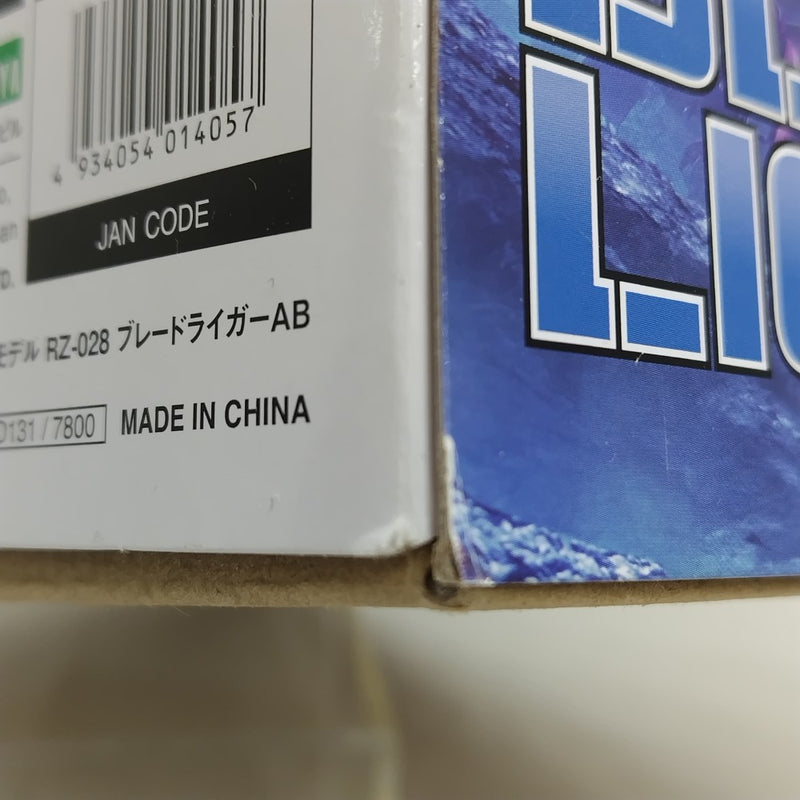 4 934054 014057
JAN CODE
モデル RZ-028 ブレードライガーAB
D131 / 7800
MADE IN CHINA
LIG